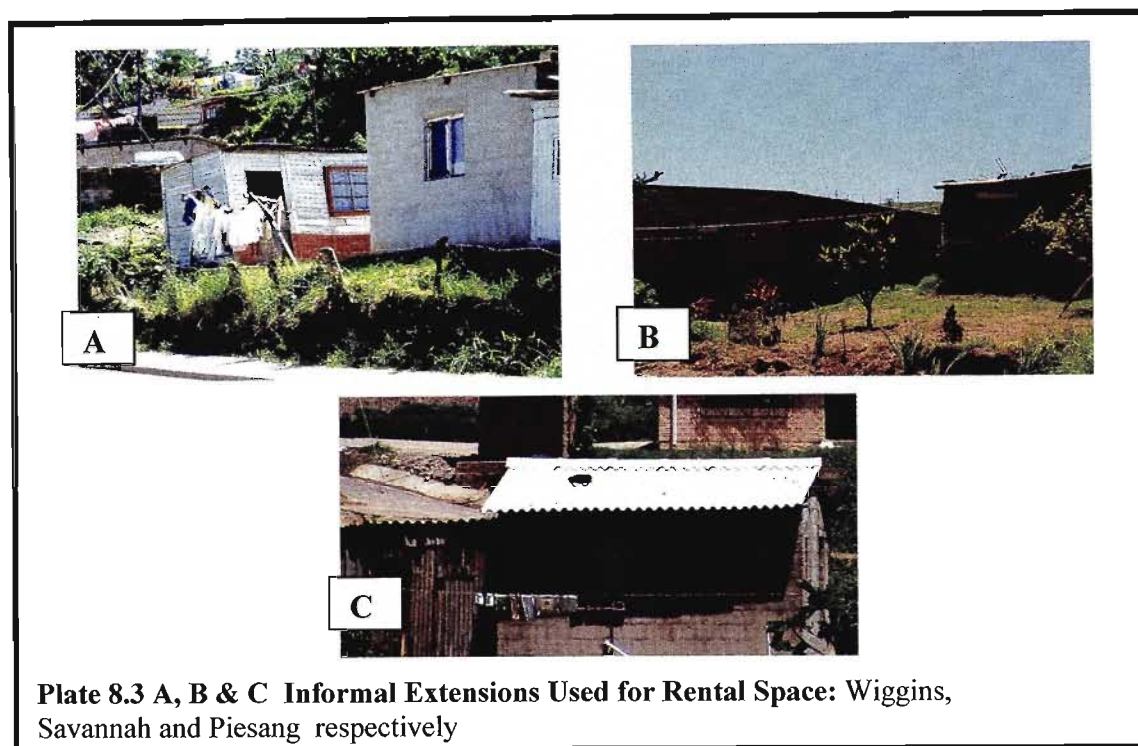 A
B
C
Plate 8.3 A, B & C Informal Extensions Used for Rental Space: Wiggins,
Savannah and Piesang respectively